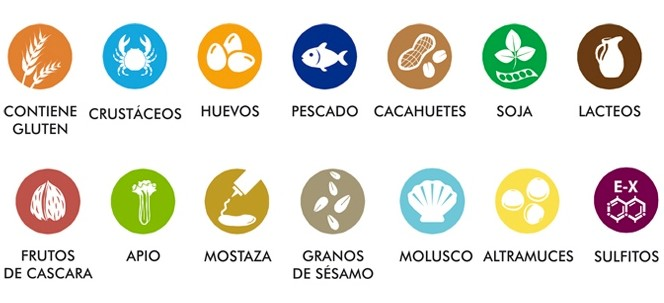 CONTIENE
GLUTEN
CRUSTÁCEOS
HUEVOS
PESCADO
CACAHUETES
SOJA
LACTEOS
FRUTOS
DE CASCARA
APIO
MOSTAZA
GRANOS
DE SÉSAMO
MOLUSCO
ALTRAMUCES
E-X
SULFITOS